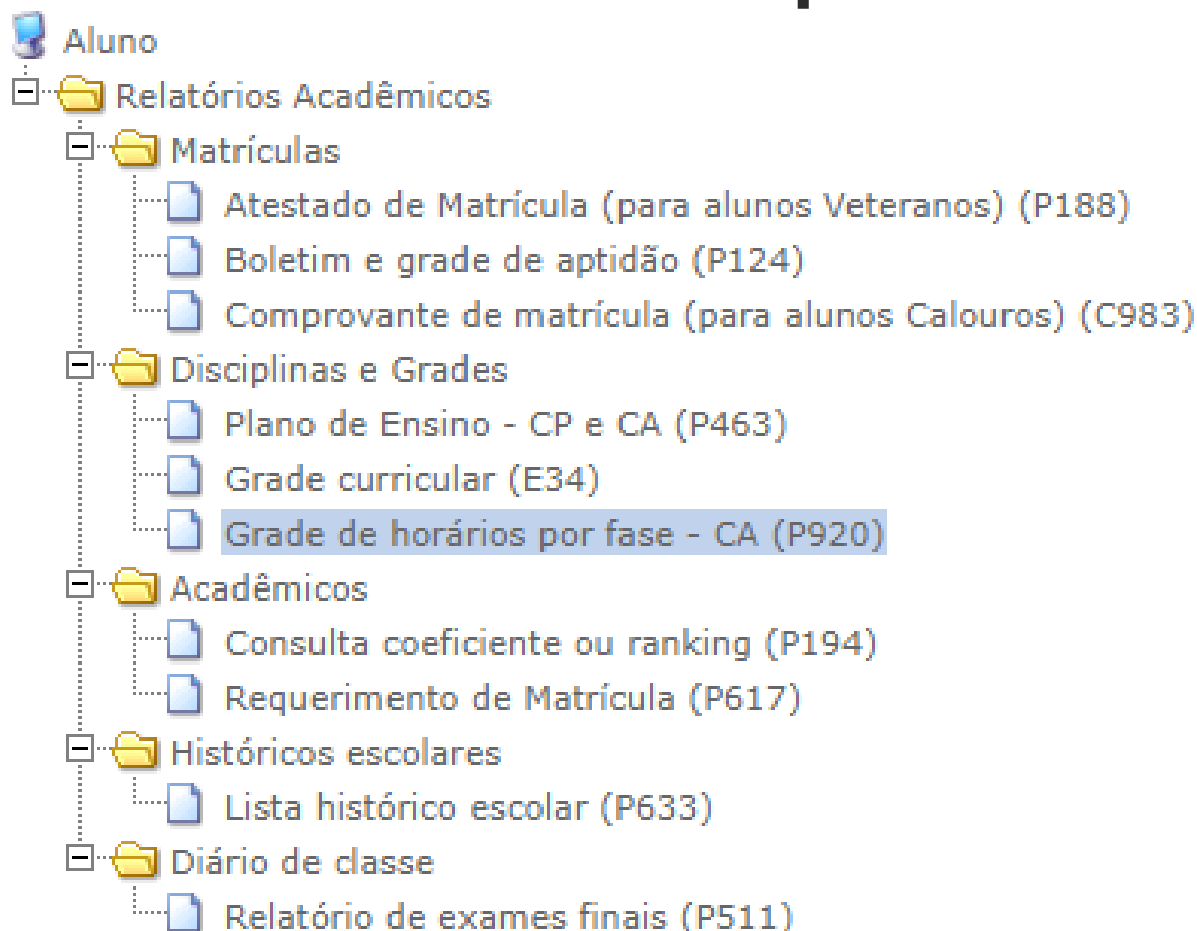 Aluno
Relatórios Acadêmicos
Matrículas
Atestado de Matrícula (para alunos Veteranos) (P188)
Boletim e grade de aptidão (P124)
Comprovante de matrícula (para alunos Calouros) (C983)
Disciplinas e Grades
Plano de Ensino - CP e CA (P463)
Grade curricular (E34)
Grade de horários por fase - CA (P920)
Acadêmicos
Consulta coeficiente ou ranking (P194)
Requerimento de Matrícula (P617)
Históricos escolares
Lista histórico escolar (P633)
Diário de classe
Relatório de exames finais (P511)